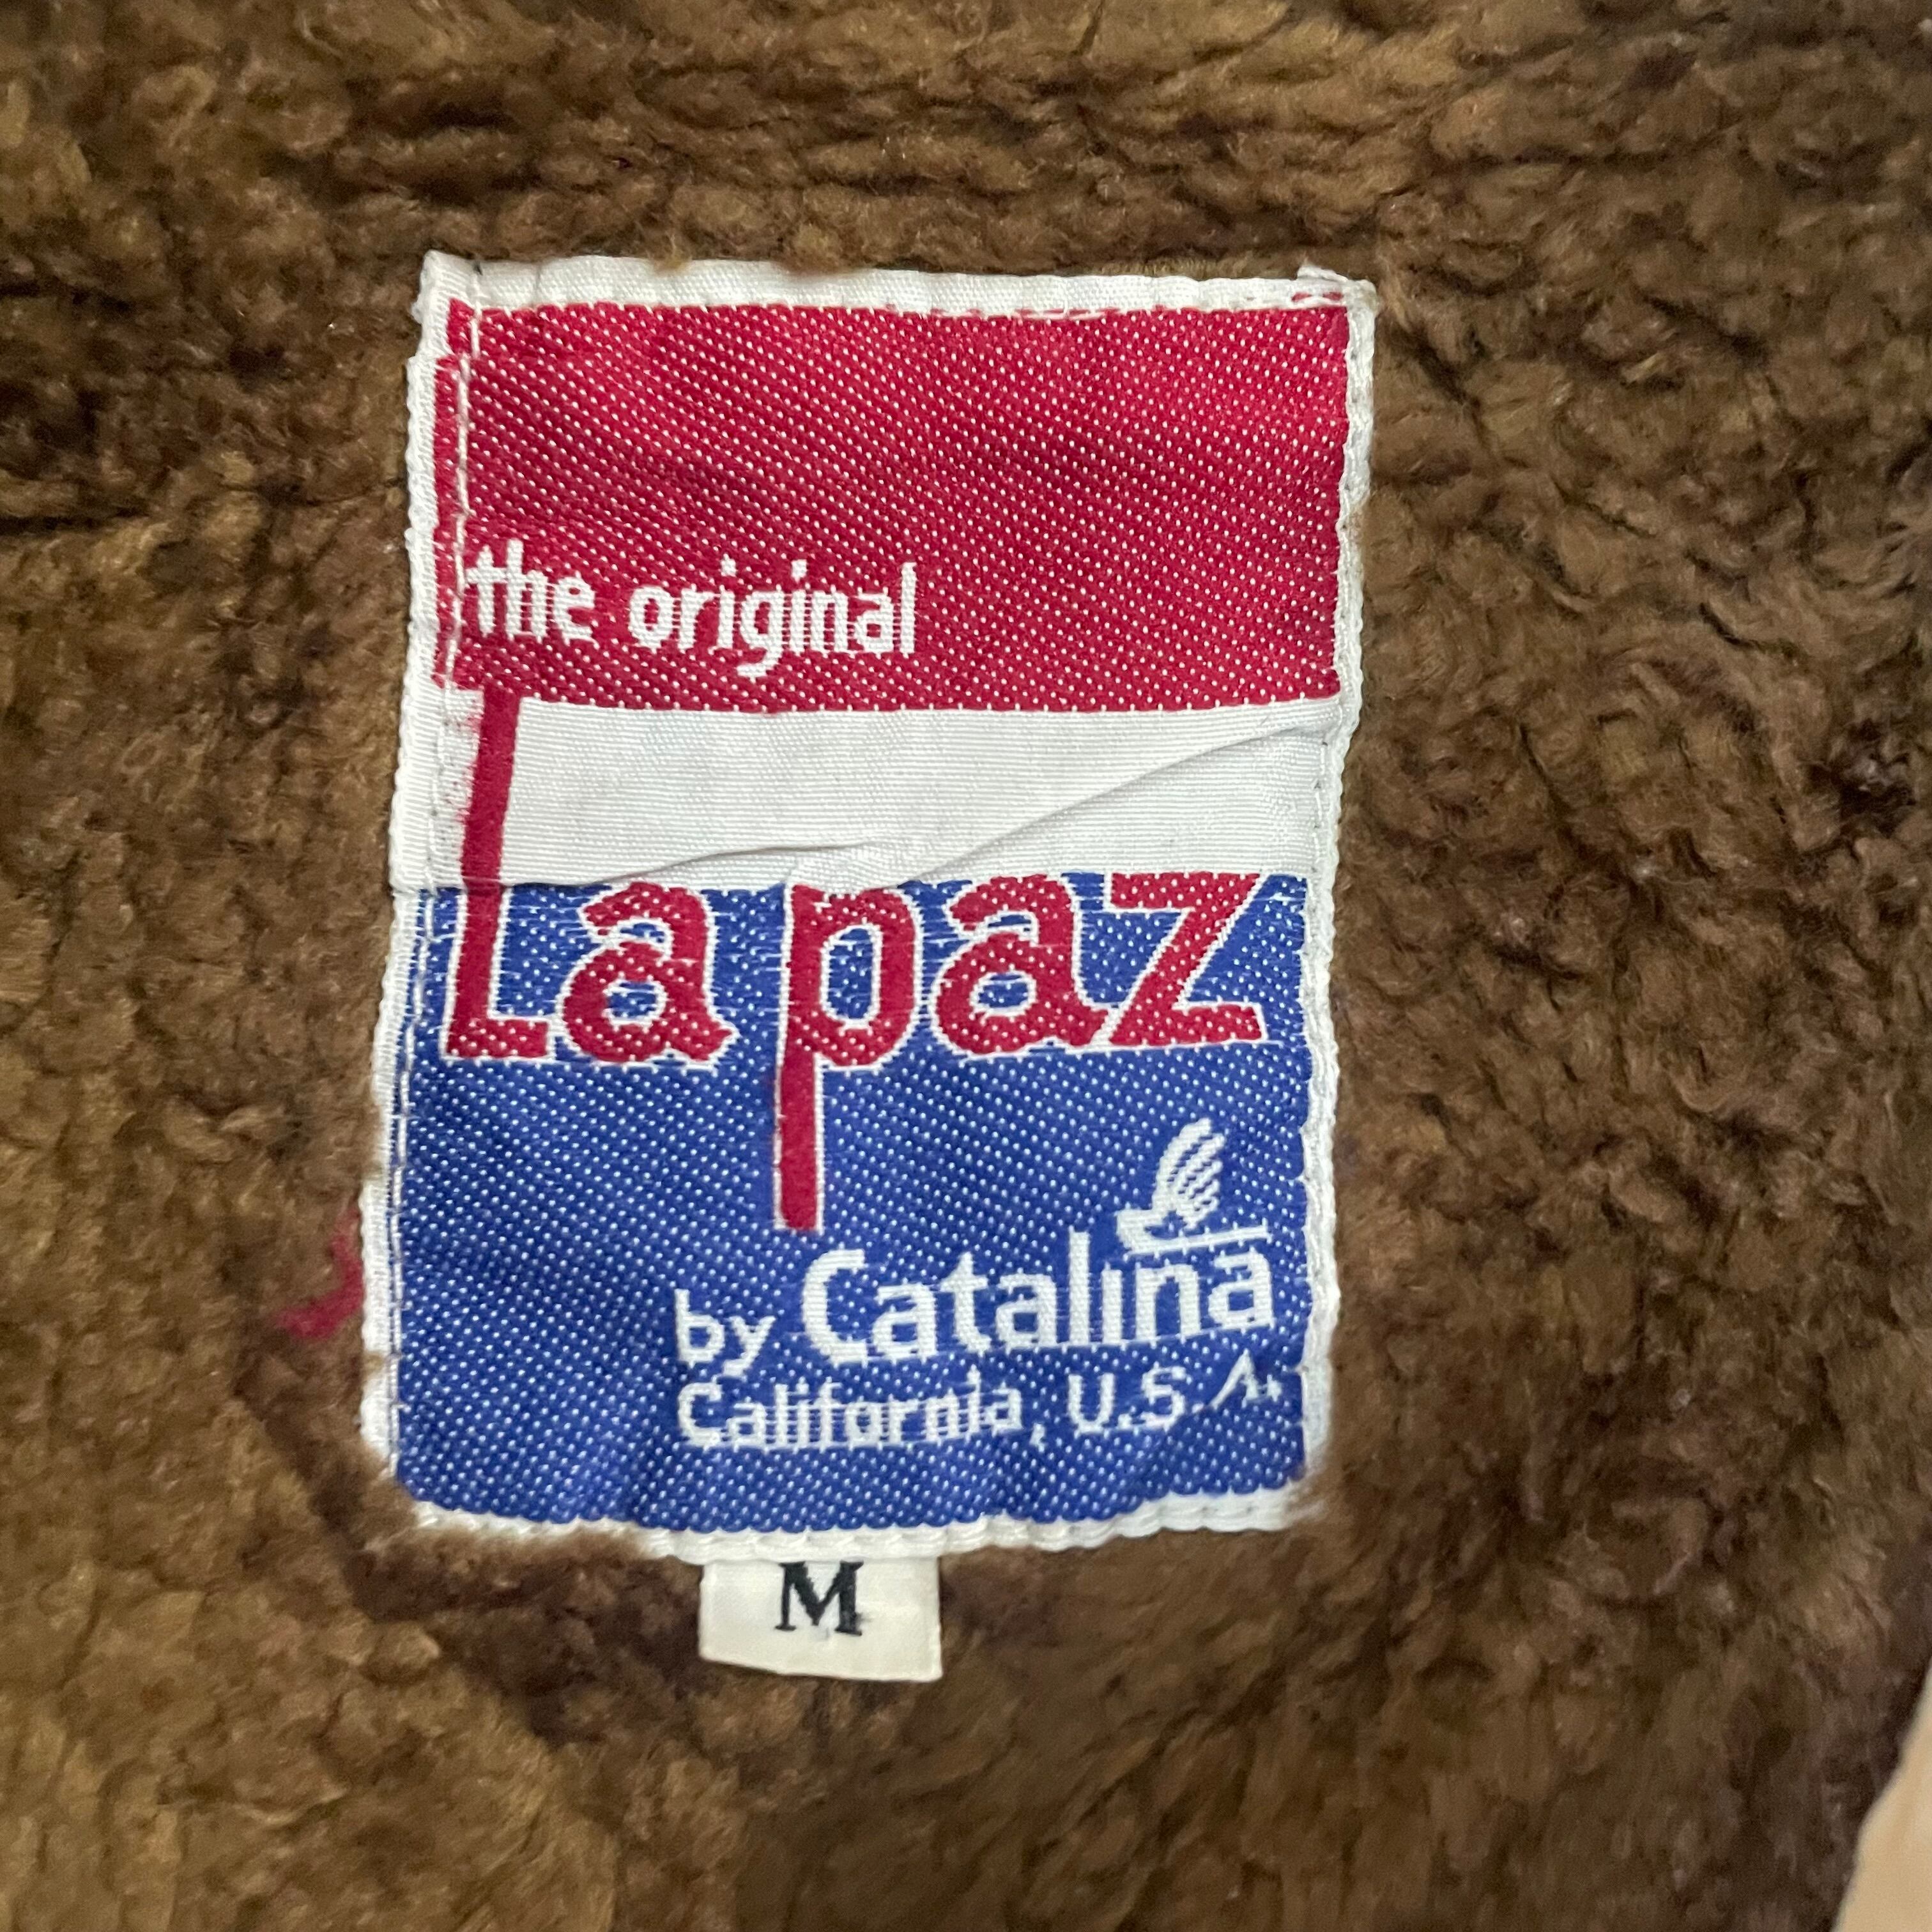 the original
La paz
by Catalina
California, U.S.A.
M